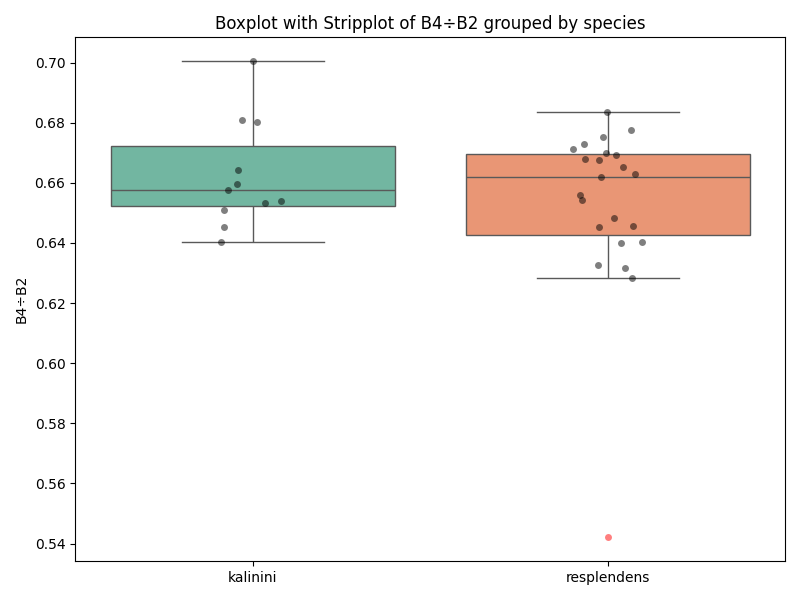 Boxplot with Stripplot of B4÷B2 grouped by species
B4÷B2
0.70
0.68
0.66
0.64
0.62
0.60
0.58
0.56
0.54
kalinini
resplendens